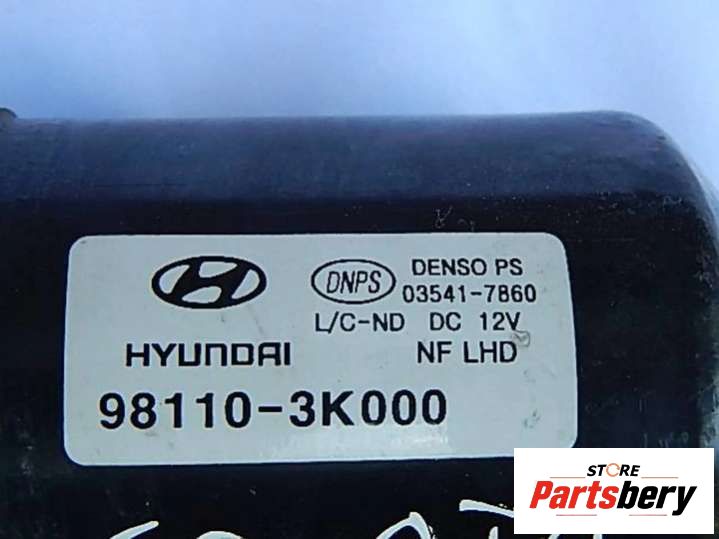 DNPS
DENSO PS
03541-7860
L/C-ND DC 12V
HYUNDAI
NF LHD
98110-3K000
STORE
Partsbery